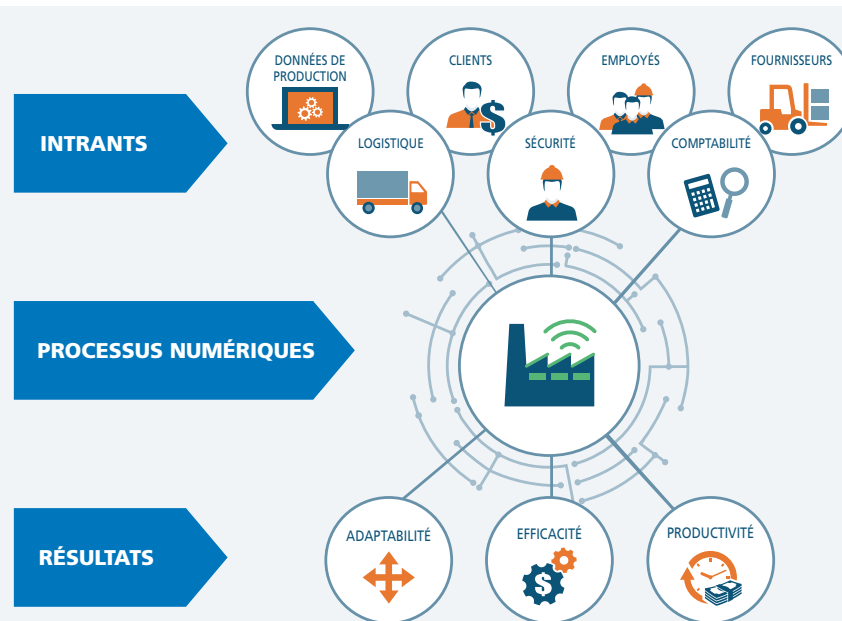 DONNÉES DE
PRODUCTION
CLIENTS
EMPLOYÉS
FOURNISSEURS
INTRANTS
LOGISTIQUE
SÉCURITÉ
COMPTABILITÉ
PROCESSUS NUMÉRIQUES
RÉSULTATS
ADAPTABILITÉ
EFFICACITÉ
PRODUCTIVITÉ